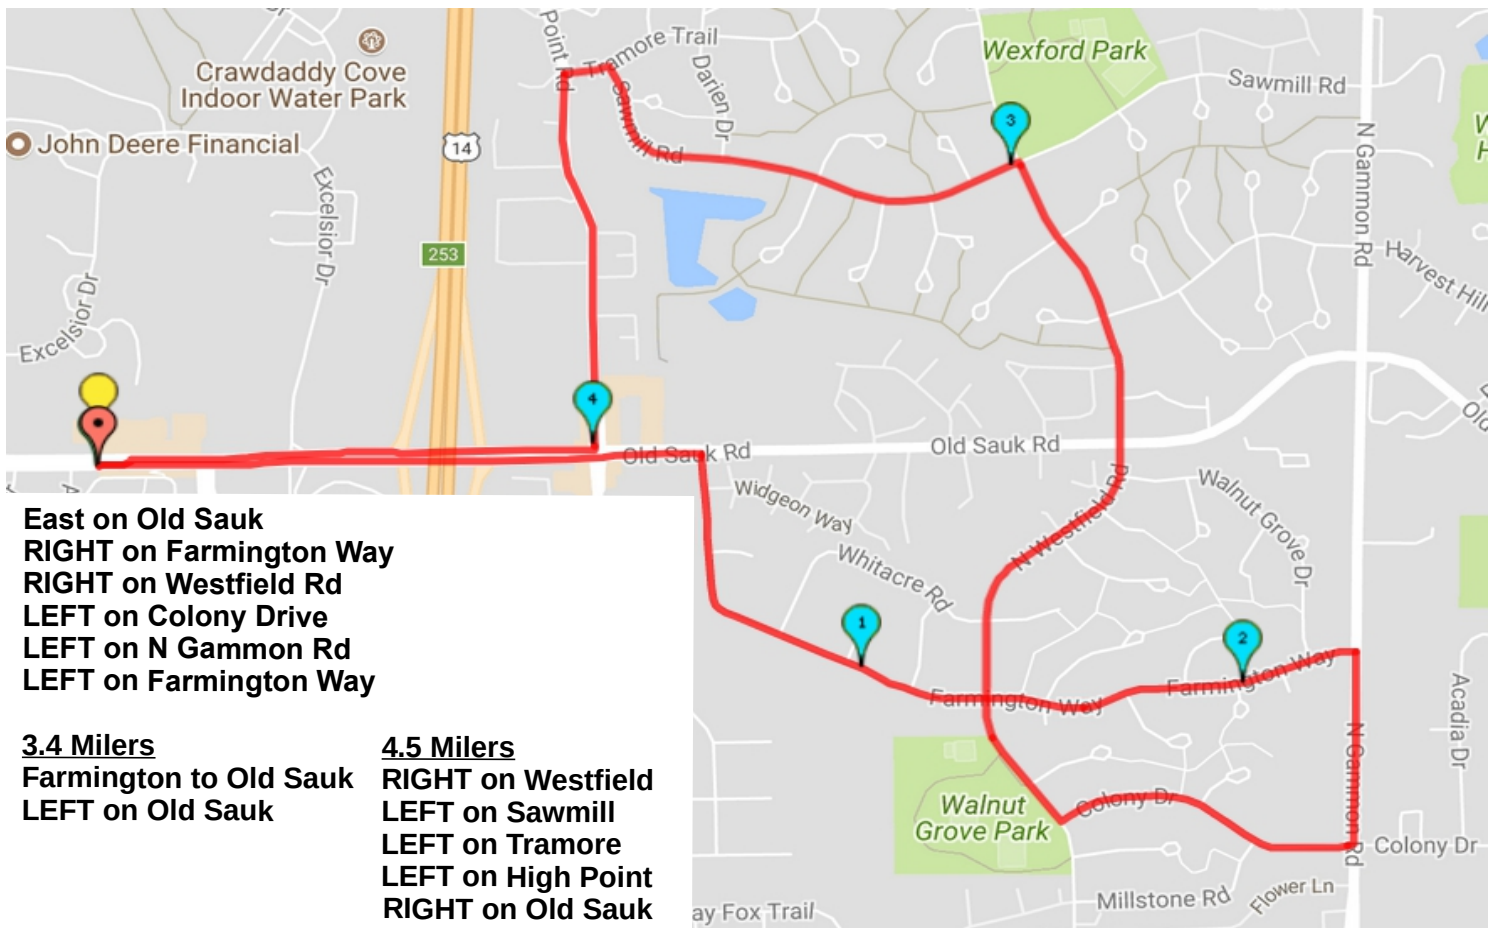 Point Rd
Tramore Trail
Darien Dr
Sawmill Rd
Wexford Park
Sawmill Rd
Crawdaddy Cove
Indoor Water Park
John Deere Financial
14
3
N Gammon Rd
Excelsior Dr
253
Harvest Hill
Excelsior Dr
4
Old Sauk Rd
Old Sauk Rd
Old
Widgeon Way
Whitacre Rd
N Westfield Rd
Walnut Grove Dr
1
2
Farmington Way
Farmington Way
Acadia Dr
N Gammon Rd
Walnut
Grove Park
Colony Dr
Colony Dr
Millstone Rd
Flower Ln
ay Fox Trail
East on Old Sauk
RIGHT on Farmington Way
RIGHT on Westfield Rd
LEFT on Colony Drive
LEFT on N Gammon Rd
LEFT on Farmington Way
3.4 Milers
Farmington to Old Sauk
LEFT on Old Sauk
4.5 Milers
RIGHT on Westfield
LEFT on Sawmill
LEFT on Tramore
LEFT on High Point
RIGHT on Old Sauk